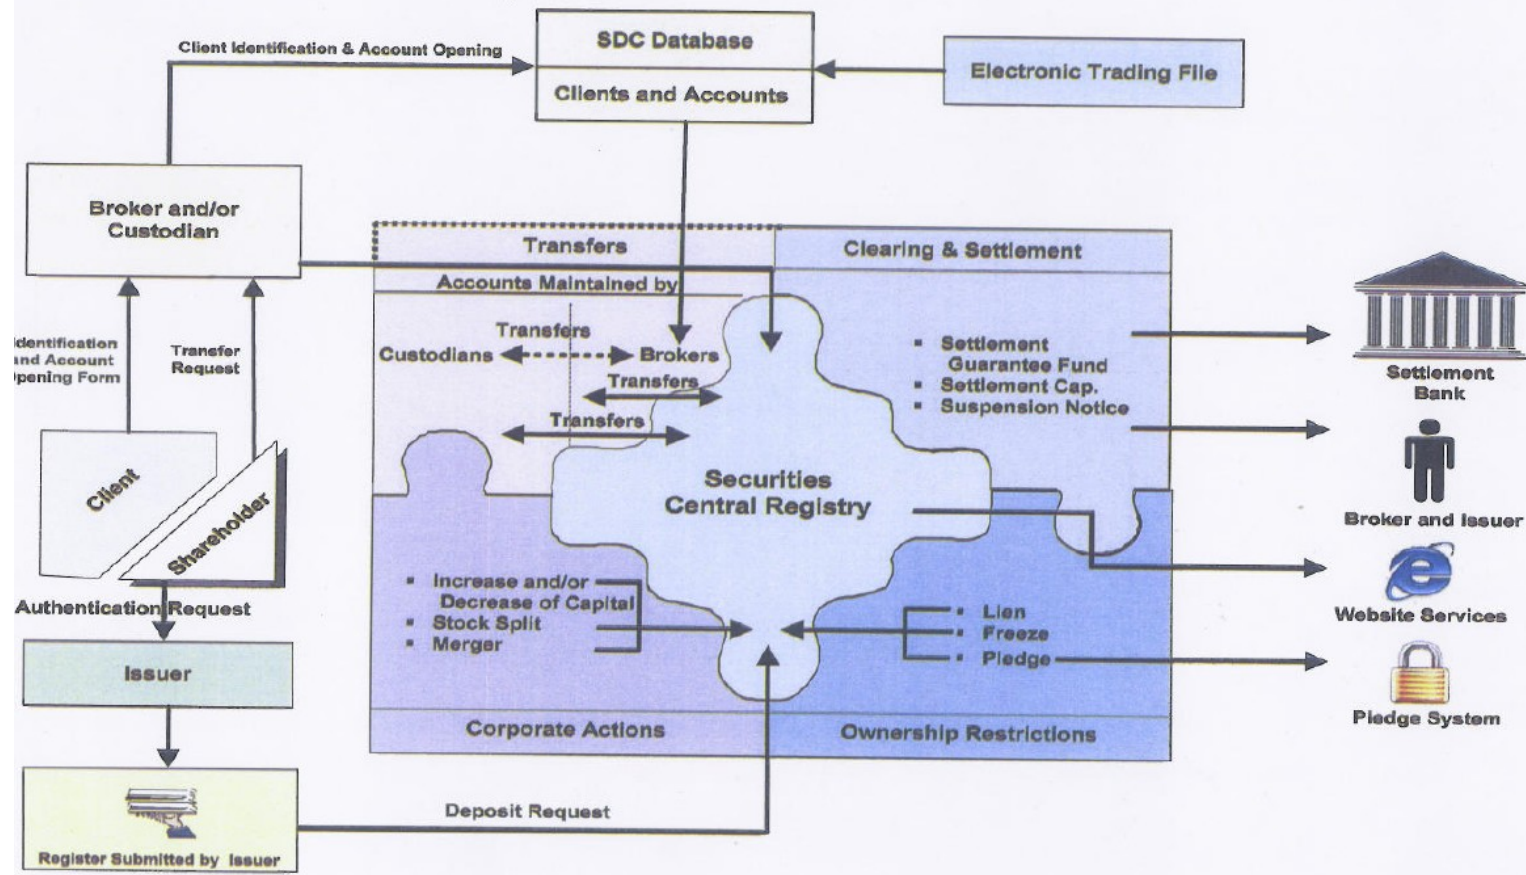 SDC Database
Client Identification & Account Opening
Electronic Trading File
Clients and Accounts
Broker and/or
Custodian
Transfers
Clearing & Settlement
Accounts Maintained by
Identification
and Account
Opening Form
Transfer
Request
Transfers
Custodians
Brokers
Transfers
Transfers
▪ Settlement
Guarantee Fund
▪ Settlement Cap.
▪ Suspension Notice
Settlement
Bank
Client
Shareholder
Securities
Central Registry
Broker and Issuer
Authentication Request
▪ Increase and/or
Decrease of Capital
▪ Stock Split
▪ Merger
▪ Lien
▪ Freeze
▪ Pledge
Website Services
Issuer
Pledge System
Corporate Actions
Ownership Restrictions
Deposit Request
Register Submitted by Issuer